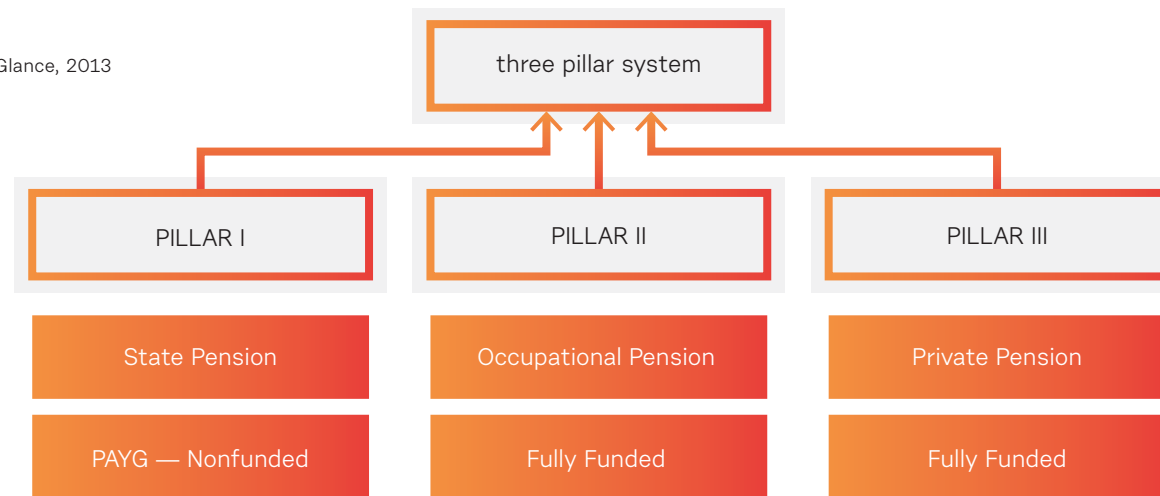 Glance, 2013
three pillar system
PILLAR I
PILLAR II
PILLAR III
State Pension
Occupational Pension
Private Pension
PAYG — Nonfunded
Fully Funded
Fully Funded